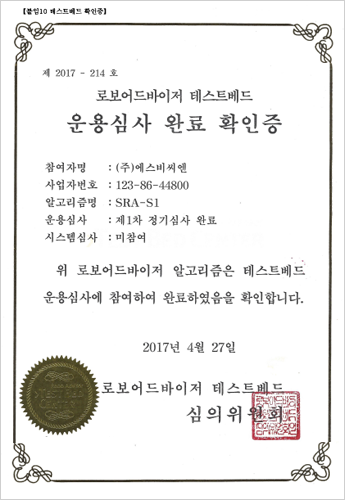 【붙임10 테스트베드 확인증】
제 2017 - 214 호
로보어드바이저 테스트베드
운용심사 완료 확인증
참여자명 : (주)에스비씨엔
사업자번호 : 123-86-44800
알고리즘명 : SRA-S1
운용심사 : 제1차 정기심사 완료
시스템심사 : 미참여
위 로보어드바이저 알고리즘은 테스트베드
운용심사에 참여하여 완료하였음을 확인합니다.
2017년 4월 27일
로보어드바이저 테스트베드
심의위원회